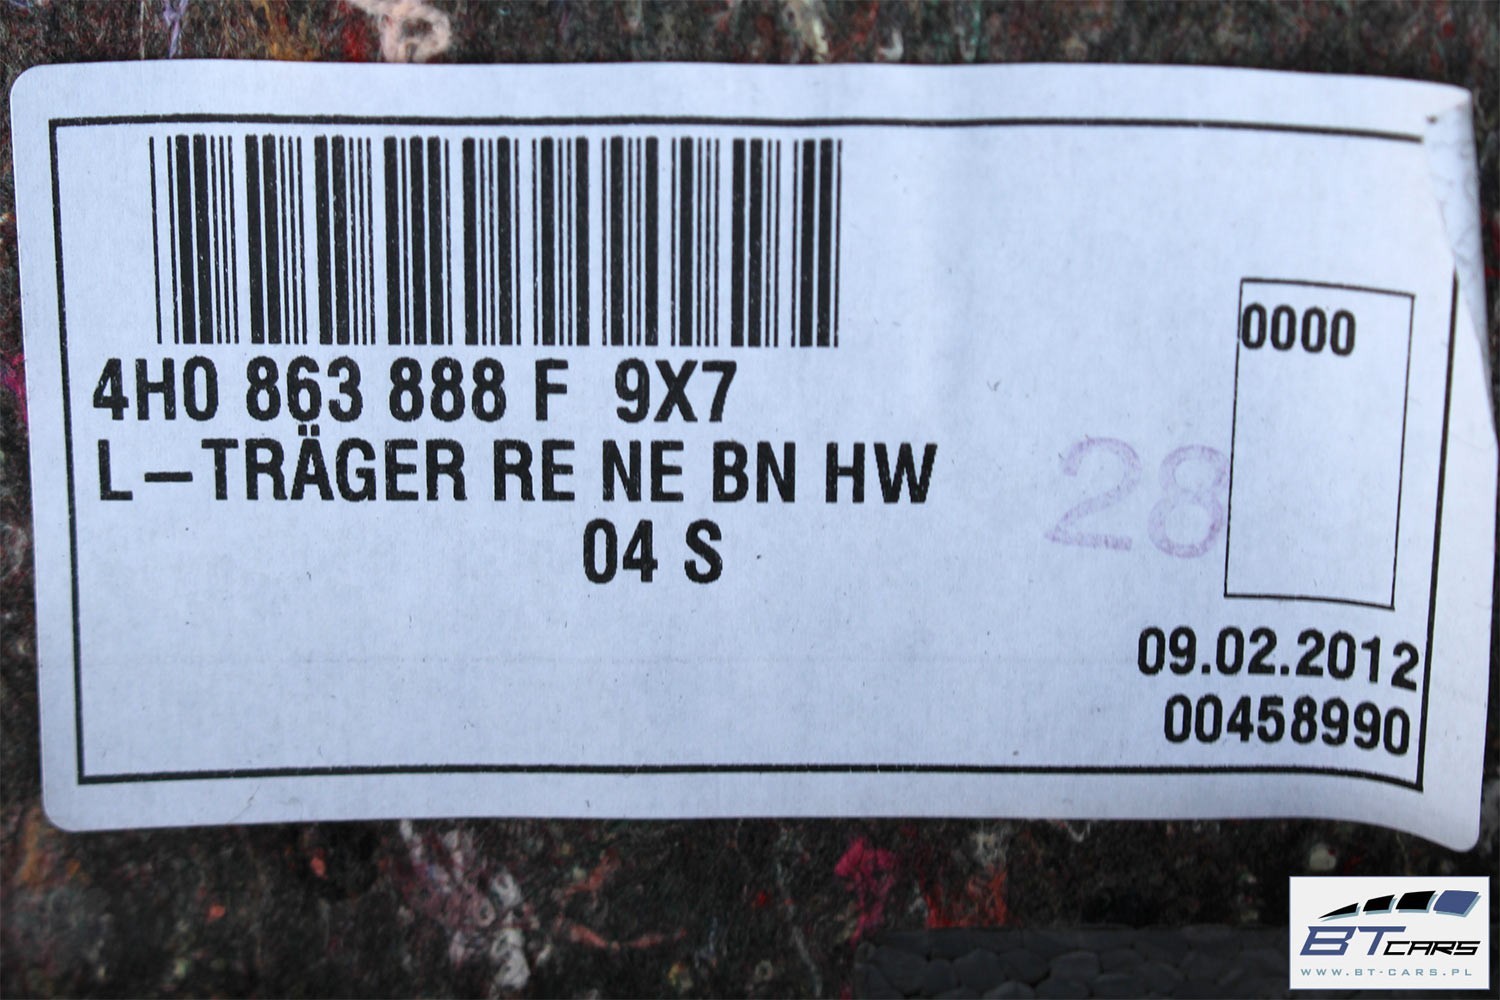 4H0 863 888 F 9X7
L-TRÄGER RE NE BN HW
04 S
0000
28
09.02.2012
00458990
BT CARS
WWW.BT-CARS.PL